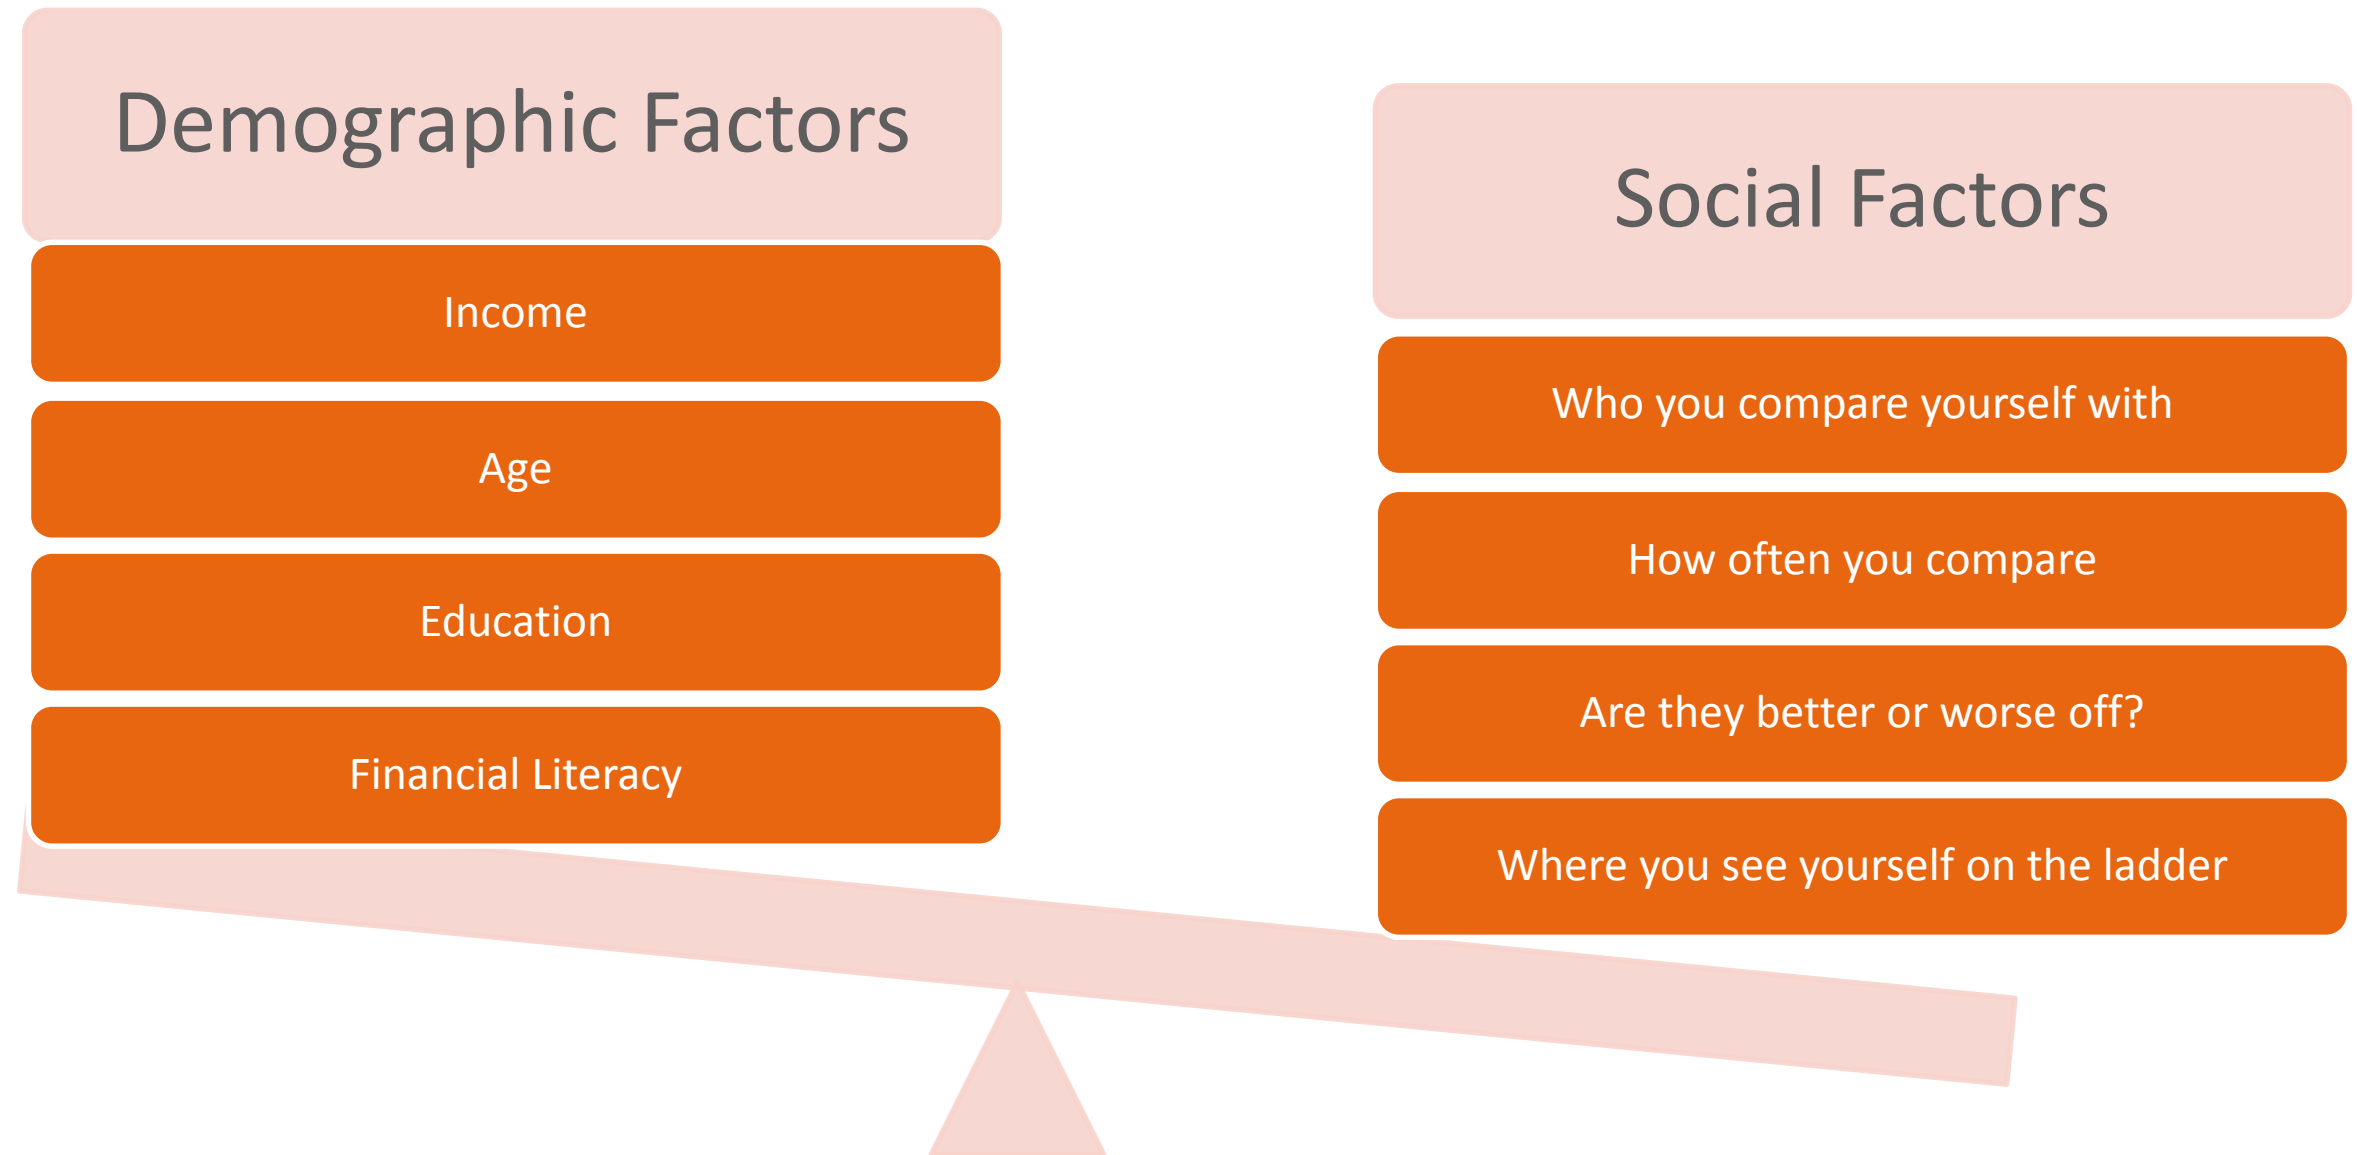 Demographic Factors
Income
Age
Education
Financial Literacy
Social Factors
Who you compare yourself with
How often you compare
Are they better or worse off?
Where you see yourself on the ladder